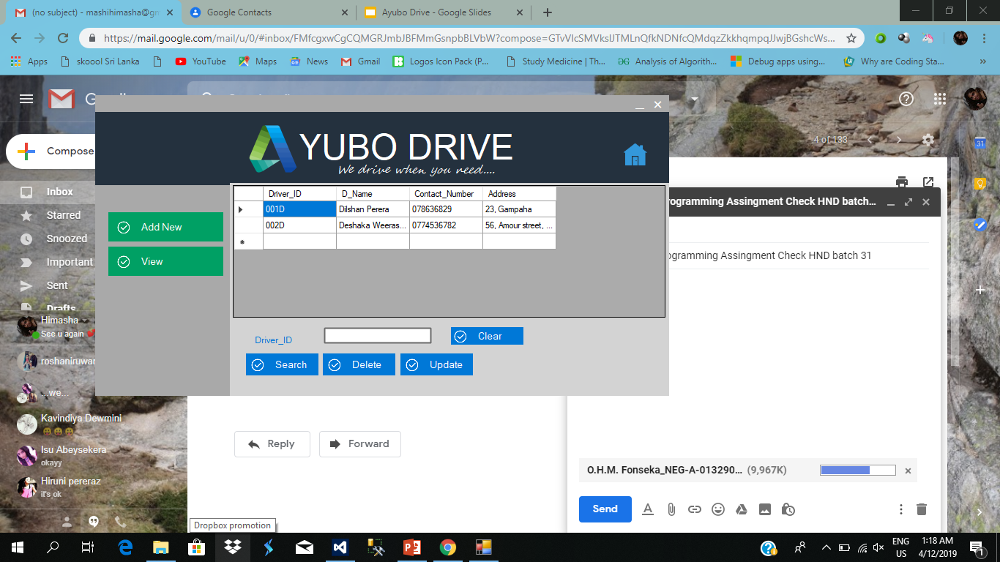 (no subject) - mashihimasha@gm
Google Contacts
Ayubo Drive - Google Slides
https://mail.google.com/mail/u/0/#inbox/FMfcgxwCgCQMGRJmbJBFMmGsnpbBLVbW?compose=GTvVlcSMVkslJTMLnQfkNDNfcQMdqzZkkhqmpqJJwjBGshcWs...
Apps
skoool Sri Lanka
YouTube
Maps
News
Gmail
Logos Icon Pack (P...
Study Medicine | Th...
Analysis of Algorith...
Debug apps using...
Why are Coding Sta...
»
Compose
4 of 133
31
Inbox
Starred
Snoozed
Important
Sent
Drafts
Himasha
See u again
roshaniruwan
...we...
Kavindiya Dewmini
Isu Abeysekera
okayy
Hiruni pereraz
it's ok
YUBO DRIVE
We drive when you need....
Add New
View
Driver_ID D_Name Contact_Number Address
001D Dilshan Perera 078636829 23, Gampaha
002D Deshaka Weeras... 0774536782 56, Amour street, ...
Driver_ID
Clear
Search
Delete
Update
rogramming Assingment Check HND batch...
ogramming Assingment Check HND batch 31
Reply
Forward
O.H.M. Fonseka_NEG-A-013290... (9,967K)
Send
Dropbox promotion
ENG
US
1:18 AM
4/12/2019
1